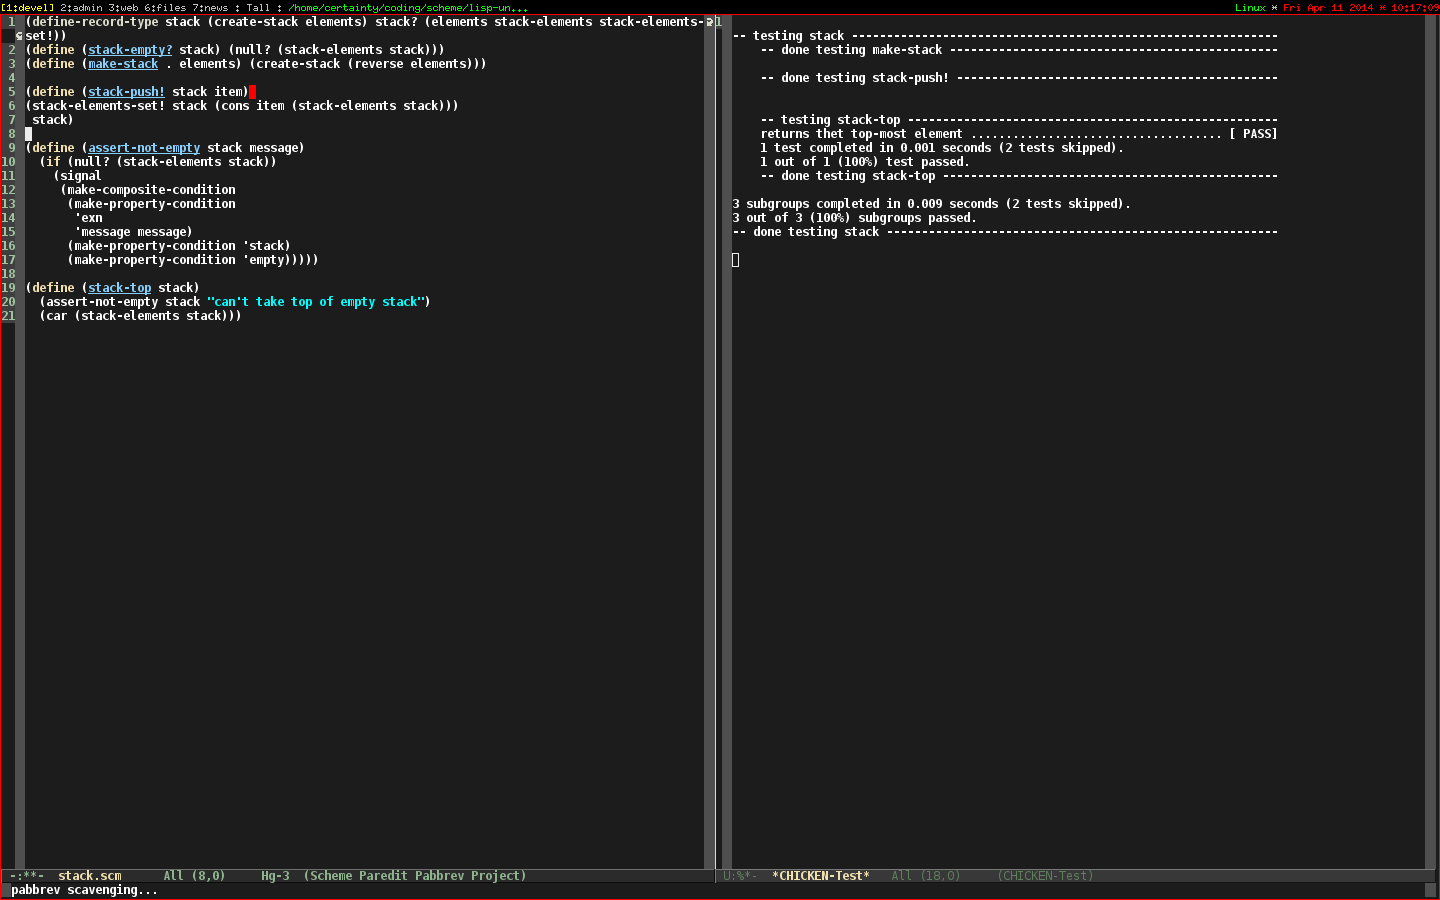 [1:devel] 2:admin 3:web 6:files 7:news : Tall : /home/certainty/coding/scheme/lisp-un... Linux * Fri Apr 11 2014 * 10:17:09
1 (define-record-type stack (create-stack elements) stack? (elements stack-elements stack-elements-
set!))
2 (define (stack-empty? stack) (null? (stack-elements stack)))
3 (define (make-stack . elements) (create-stack (reverse elements)))
4
5 (define (stack-push! stack item)
6 (stack-elements-set! stack (cons item (stack-elements stack)))
7 stack)
8
9 (define (assert-not-empty stack message)
10 (if (null? (stack-elements stack))
11 (signal
12 (make-composite-condition
13 (make-property-condition
14 'exn
15 'message message)
16 (make-property-condition 'stack)
17 (make-property-condition 'empty)))))
18
19 (define (stack-top stack)
20 (assert-not-empty stack "can't take top of empty stack")
21 (car (stack-elements stack)))
-:**- stack.scm All (8,0) Hg-3 (Scheme Paredit Pabbrev Project)
1
-- testing stack -------------------------------------------------------------
-- done testing make-stack -----------------------------------------------
-- done testing stack-push! ----------------------------------------------
-- testing stack-top -----------------------------------------------------
returns thet top-most element .................................... [ PASS]
1 test completed in 0.001 seconds (2 tests skipped).
1 out of 1 (100%) test passed.
-- done testing stack-top ------------------------------------------------
3 subgroups completed in 0.009 seconds (2 tests skipped).
3 out of 3 (100%) subgroups passed.
-- done testing stack --------------------------------------------------------
U:%*- *CHICKEN-Test* All (18,0) (CHICKEN-Test)
pabbrev scavenging...